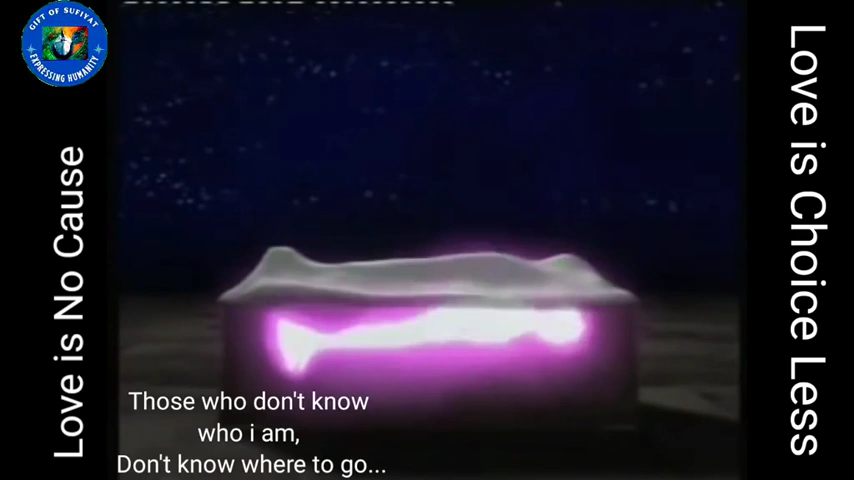 GIFT OF SUFIYAT
EXPRESSING HUMANITY
Love is No Cause
Love is Choice Less
Those who don't know
who i am,
Don't know where to go...